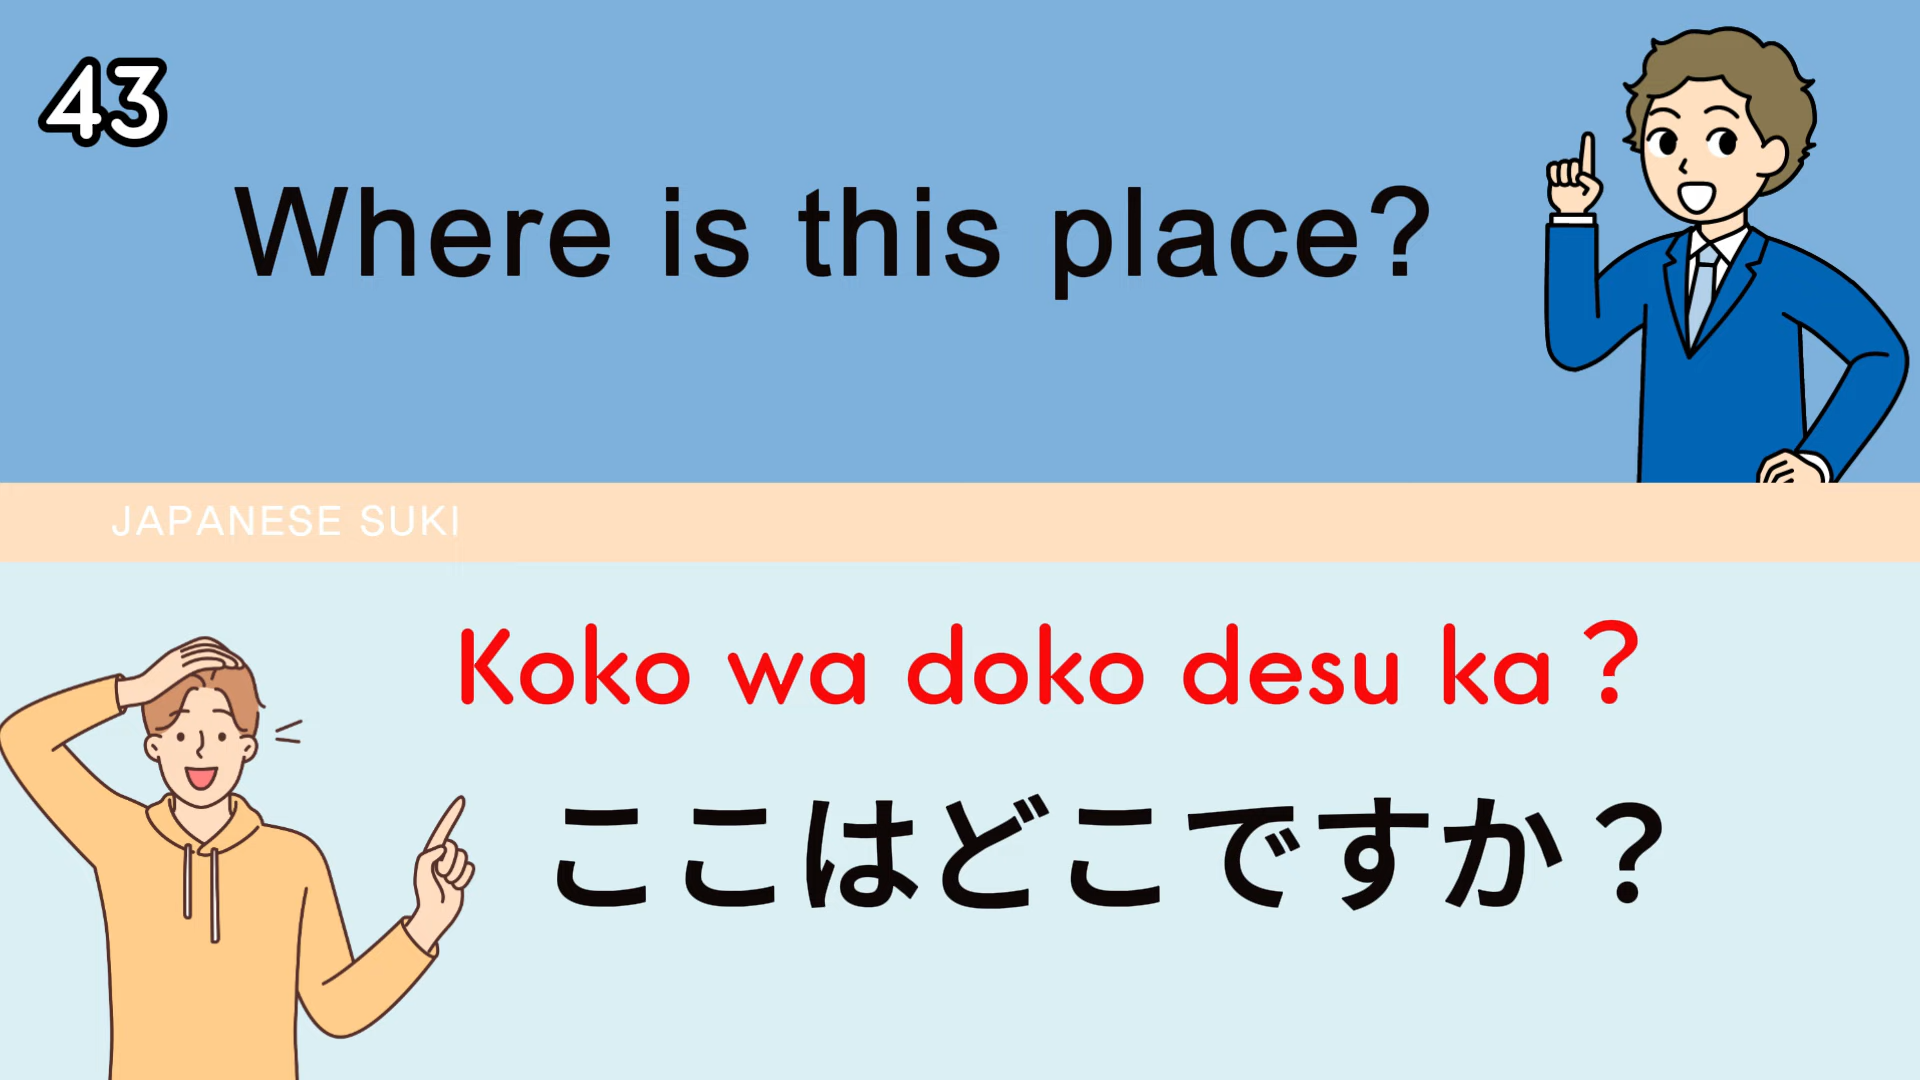 43
Where is this place?
JAPANESE SUKI
Koko wa doko desu ka？
ここはどこですか？